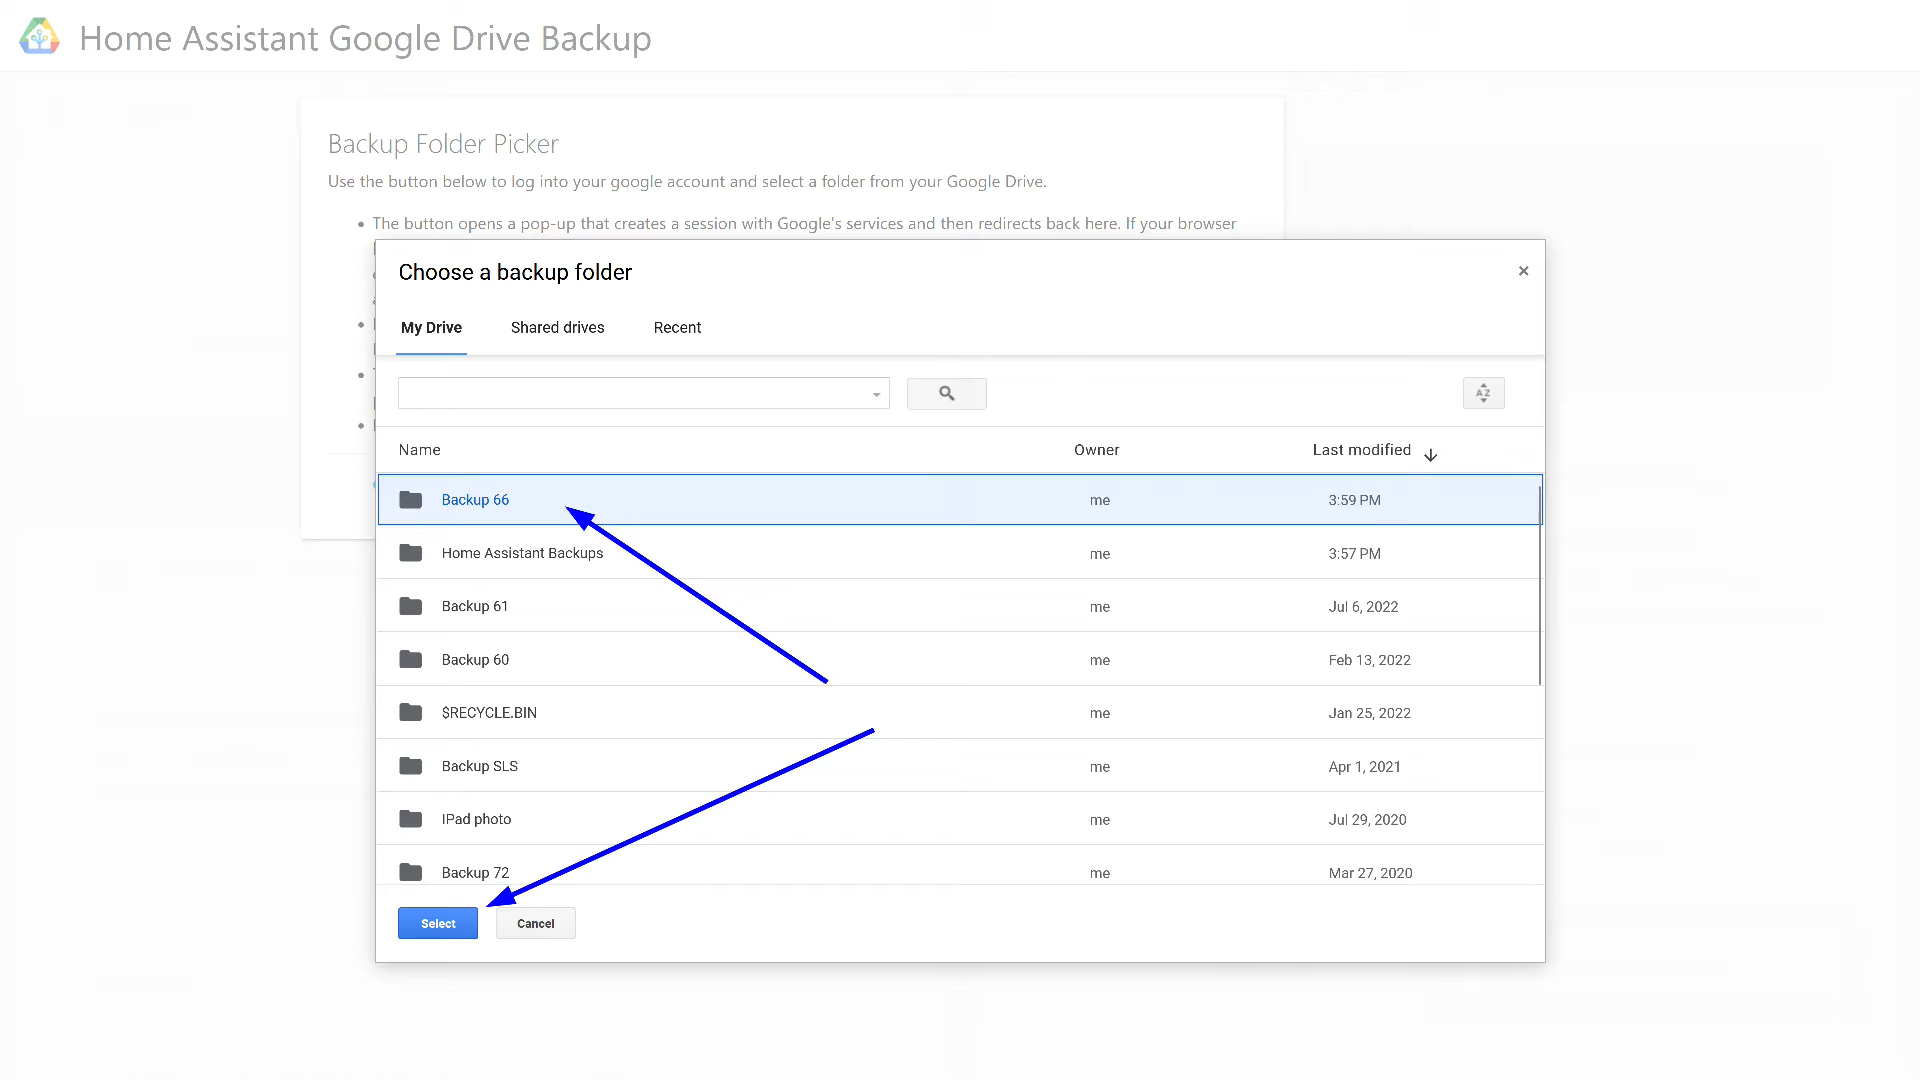 Home Assistant Google Drive Backup
Backup Folder Picker
Use the button below to log into your google account and select a folder from your Google Drive.
• The button opens a pop-up that creates a session with Google's services and then redirects back here. If your browser
Choose a backup folder
×
My Drive Shared drives Recent
AZ
Name Owner Last modified
Backup 66 me 3:59 PM
Home Assistant Backups me 3:57 PM
Backup 61 me Jul 6, 2022
Backup 60 me Feb 13, 2022
$RECYCLE.BIN me Jan 25, 2022
Backup SLS me Apr 1, 2021
IPad photo me Jul 29, 2020
Backup 72 me Mar 27, 2020
Select Cancel